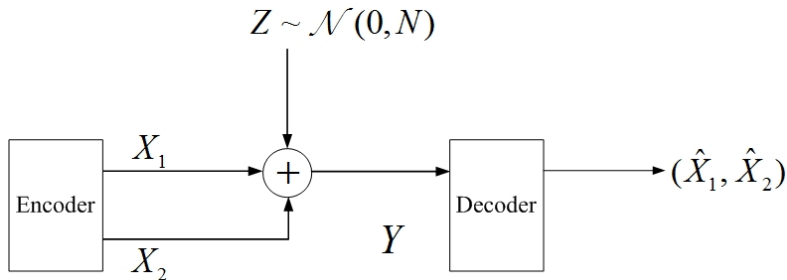 Z ~ 𝒩(0, N)
X₁
+
(X̂₁, X̂₂)
Encoder
Decoder
X₂
Y